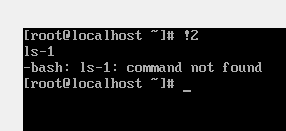 [root@localhost ~]# !2
ls-1
-bash: ls-1: command not found
[root@localhost ~]# _